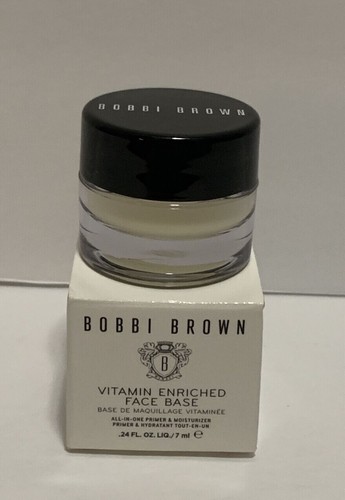 BOBBI BROWN
BOBBI BROWN
B
VITAMIN ENRICHED
FACE BASE
BASE DE MAQUILLAGE VITAMINÉE
ALL-IN-ONE PRIMER & MOISTURIZER
PRIMER & HYDRATANT TOUT-EN-UN
.24 FL. OZ. LIQ./7 ml ℮